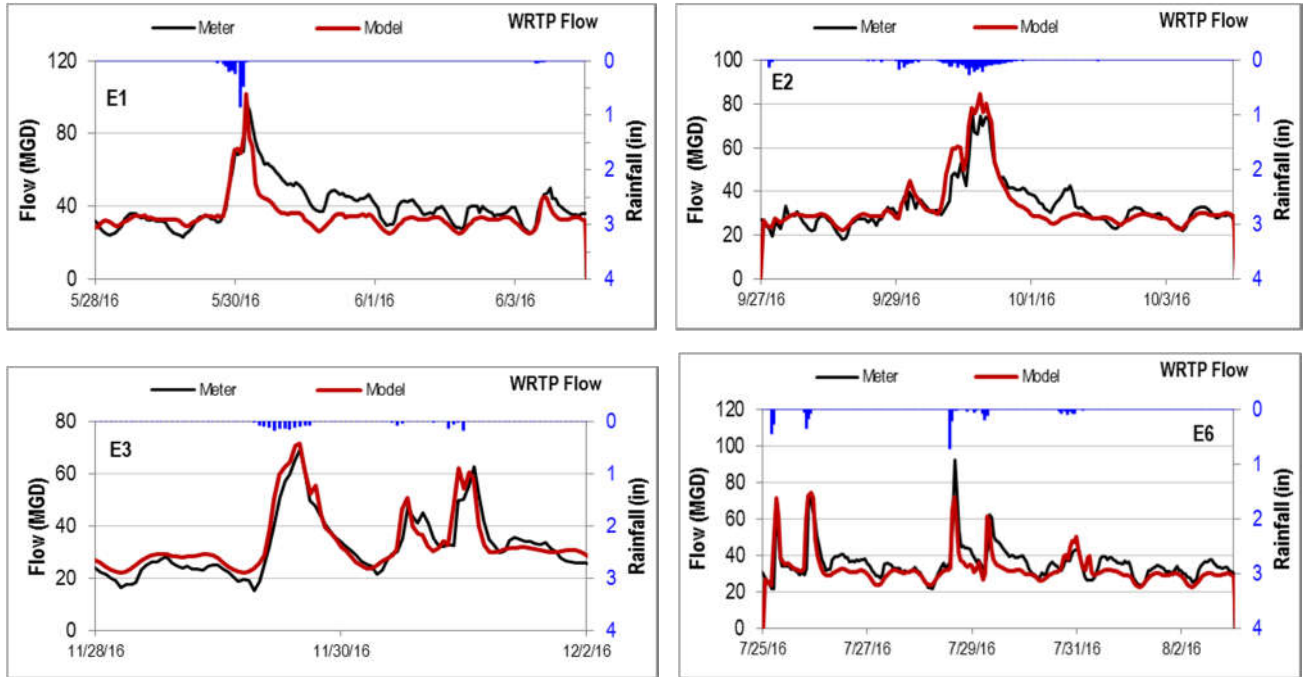 WRTP Flow
Meter Model
120 0
E1
80 1
40 2
3
0 4
Flow (MGD)
Rainfall (in)
5/28/16 5/30/16 6/1/16 6/3/16
WRTP Flow
Meter Model
100 0
E2
80 1
60
40 2
20 3
0 4
Flow (MGD)
Rainfall (in)
9/27/16 9/29/16 10/1/16 10/3/16
WRTP Flow
Meter Model
80 0
E3
60 1
40 2
20 3
0 4
Flow (MGD)
Rainfall (in)
11/28/16 11/30/16 12/2/16
WRTP Flow
Meter Model
120 0
E6
100 1
80
60 2
40
20 3
0 4
Flow (MGD)
Rainfall (in)
7/25/16 7/27/16 7/29/16 7/31/16 8/2/16